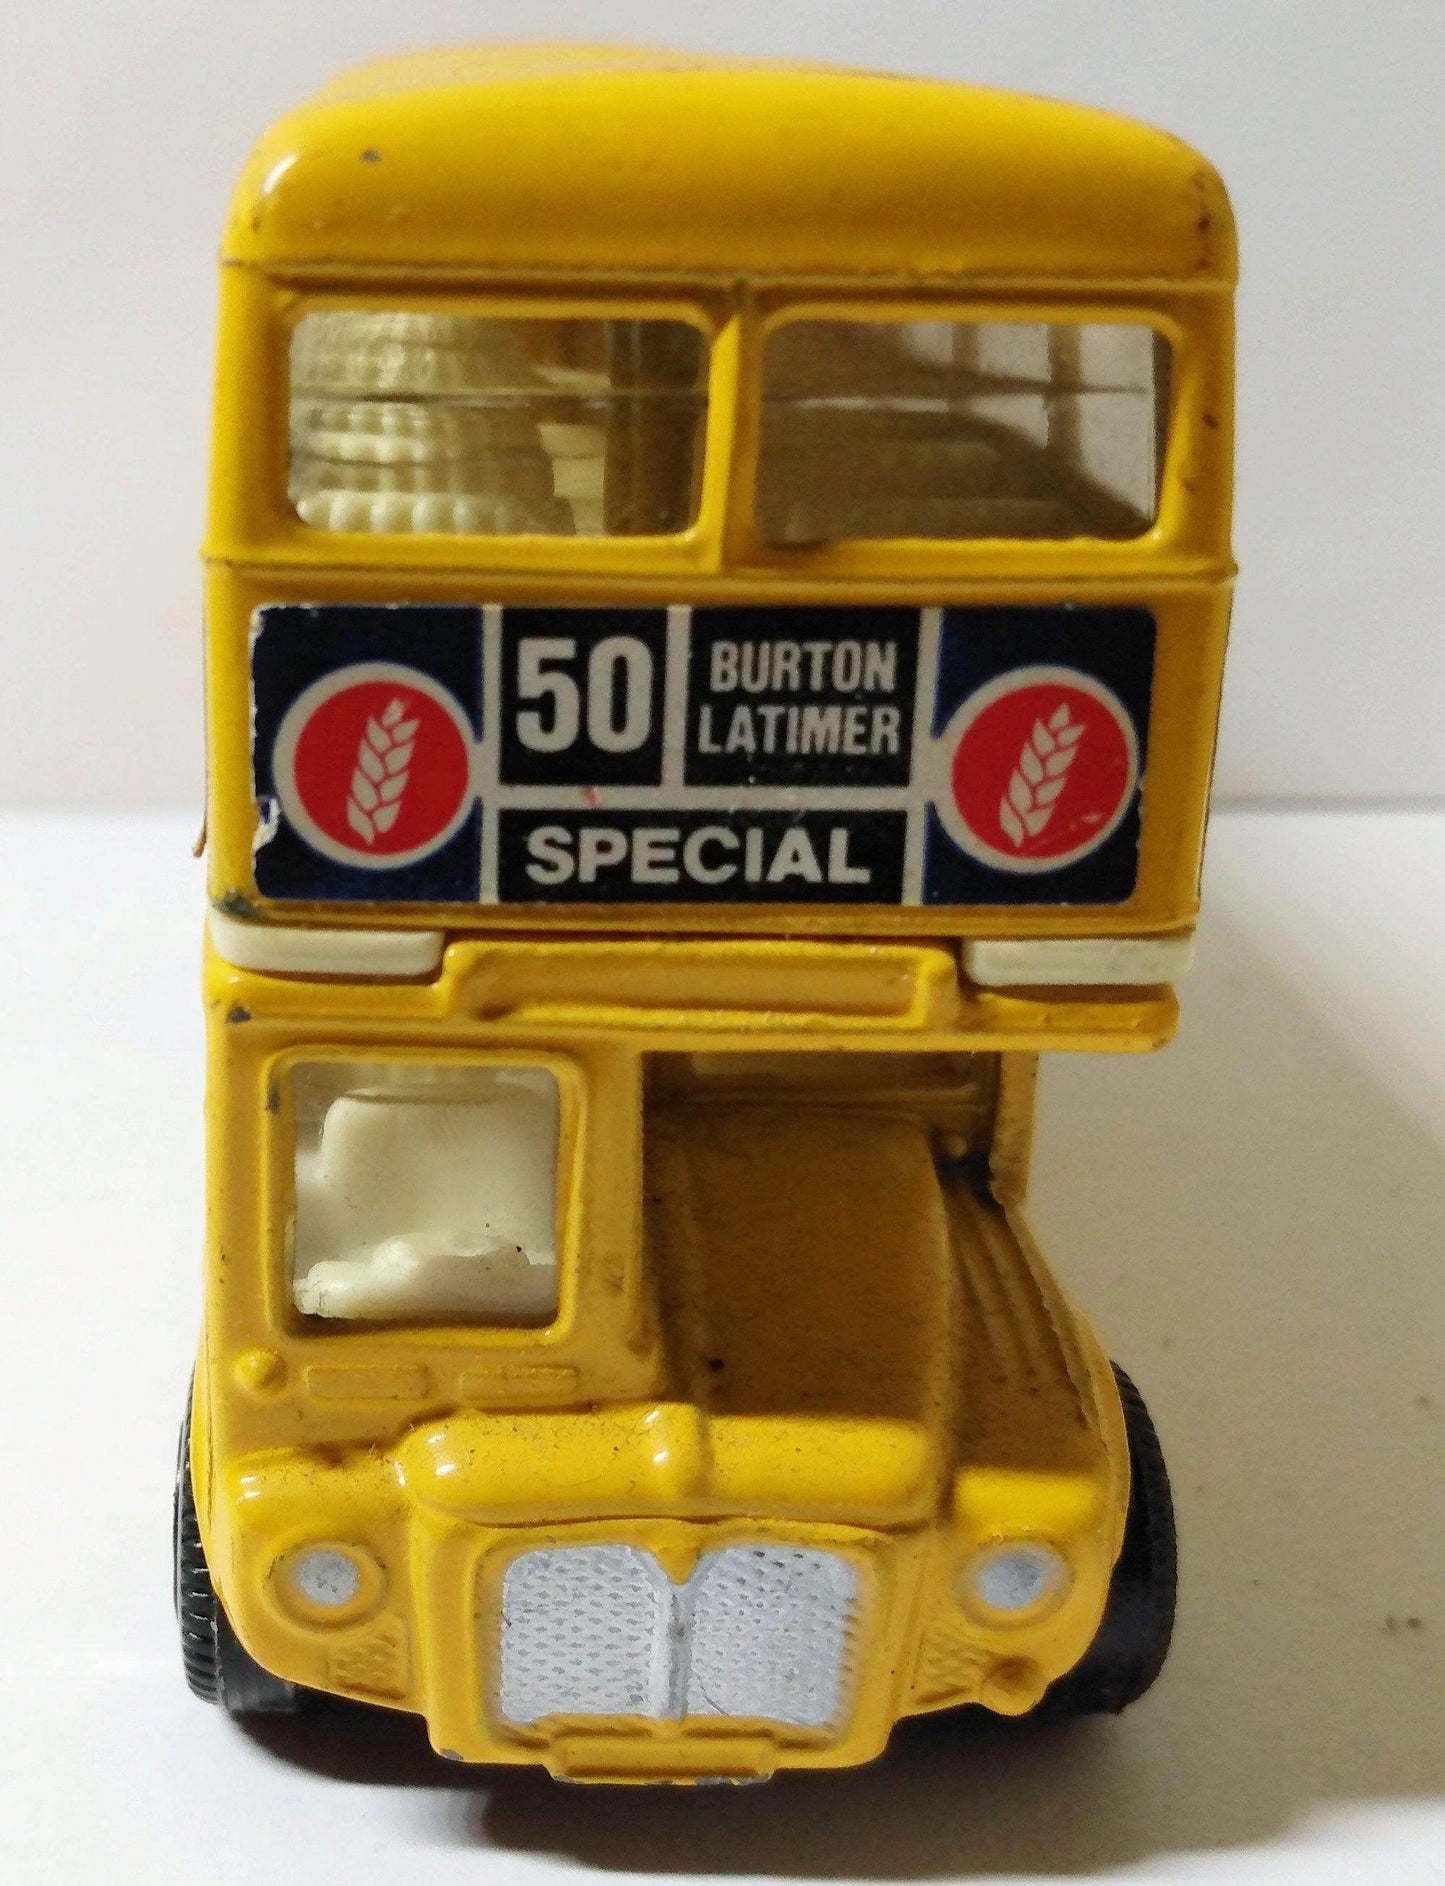 50
BURTON
LATIMER
SPECIAL